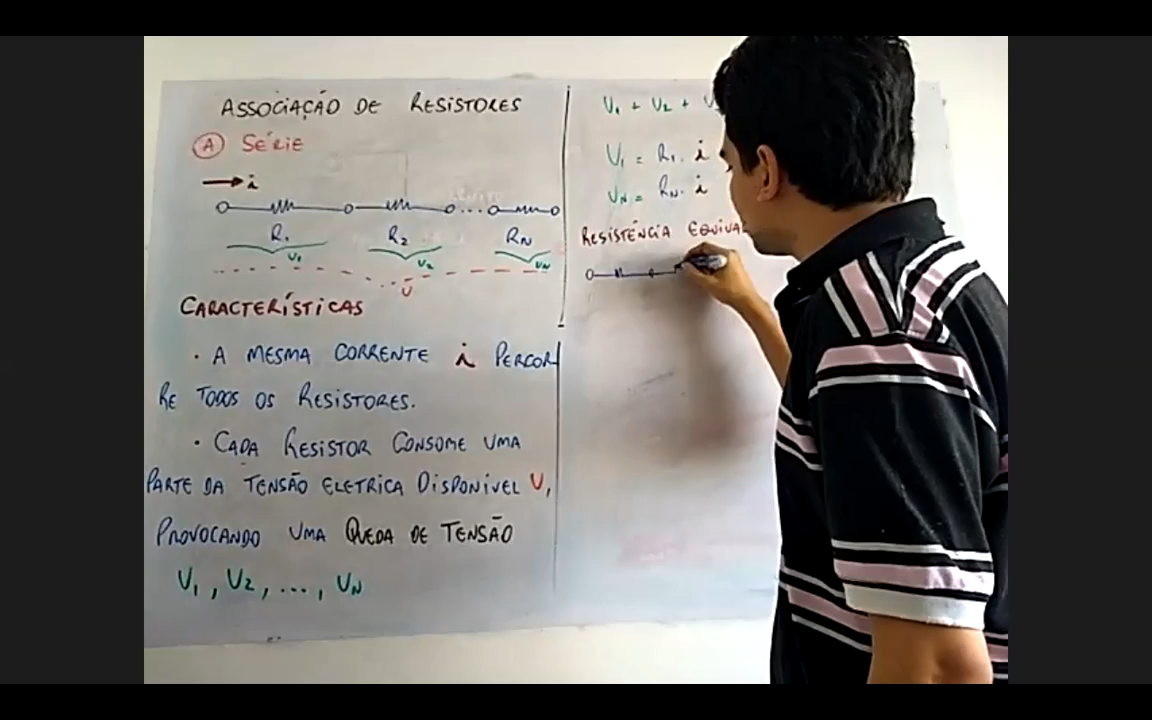 ASSOCIAÇÃO DE RESISTORES
A SÉRIE
i
R1 R2 ... RN
V1 V2 VN
U
CARACTERÍSTICAS
· A MESMA CORRENTE i PERCOR-
RE TODOS OS RESISTORES.
· CADA RESISTOR CONSOME UMA
PARTE DA TENSÃO ELETRICA DISPONIVEL U,
PROVOCANDO UMA QUEDA DE TENSÃO
V1, V2, ..., VN
V1 + V2 +
V1 = R1. i
VN = RN. i
RESISTÊNCIA